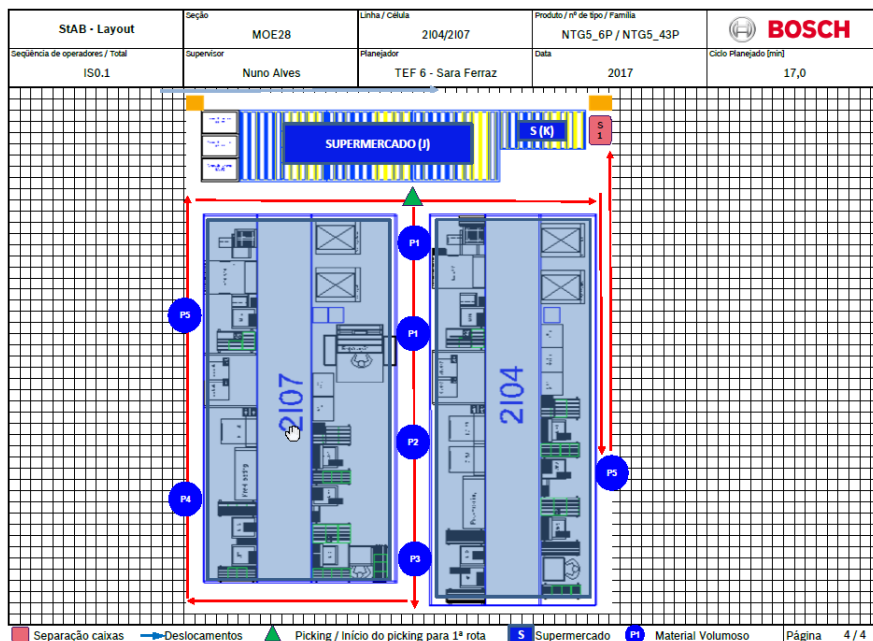 StAB - Layout
Seção
MOE28
Linha / Célula
2I04/2I07
Produto / nº de tipo / Família
NTG5_6P / NTG5_43P
BOSCH
Seqüência de operadores / Total
IS0.1
Supervisor
Nuno Alves
Planejador
TEF 6 - Sara Ferraz
Data
2017
Ciclo Planejado [min]
17,0
SUPERMERCADO (J)
S (K)
S
1
P1
P5
P1
2I07
2I04
P2
P5
P4
P3
Separação caixas
Deslocamentos
Picking / Início do picking para 1ª rota
S
Supermercado
P1
Material Volumoso
Página 4 / 4